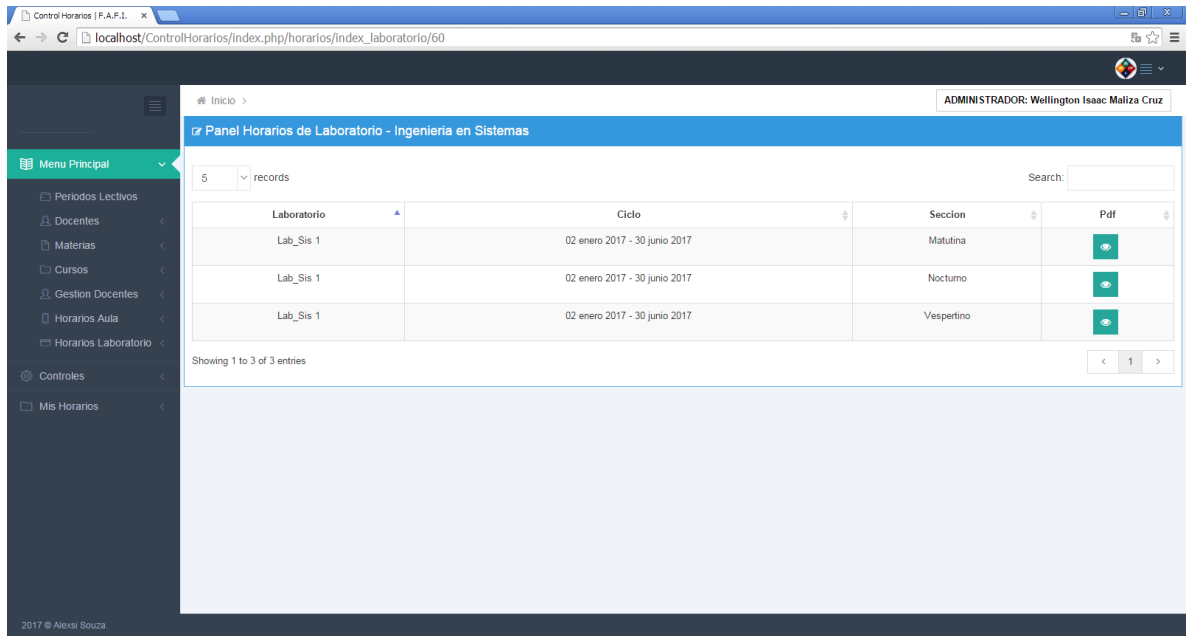 Control Horarios | F.A.F.I.
localhost/ControlHorarios/index.php/horarios/index_laboratorio/60
Inicio >
ADMINISTRADOR: Wellington Isaac Maliza Cruz
Panel Horarios de Laboratorio - Ingenieria en Sistemas
Menu Principal
Periodos Lectivos
Docentes
Materias
Cursos
Gestion Docentes
Horarios Aula
Horarios Laboratorio
Controles
Mis Horarios
5 records
Search:
Laboratorio Ciclo Seccion Pdf
Lab_Sis 1 02 enero 2017 - 30 junio 2017 Matutina
Lab_Sis 1 02 enero 2017 - 30 junio 2017 Nocturno
Lab_Sis 1 02 enero 2017 - 30 junio 2017 Vespertino
Showing 1 to 3 of 3 entries
< 1 >
2017 © Alexsi Souza.